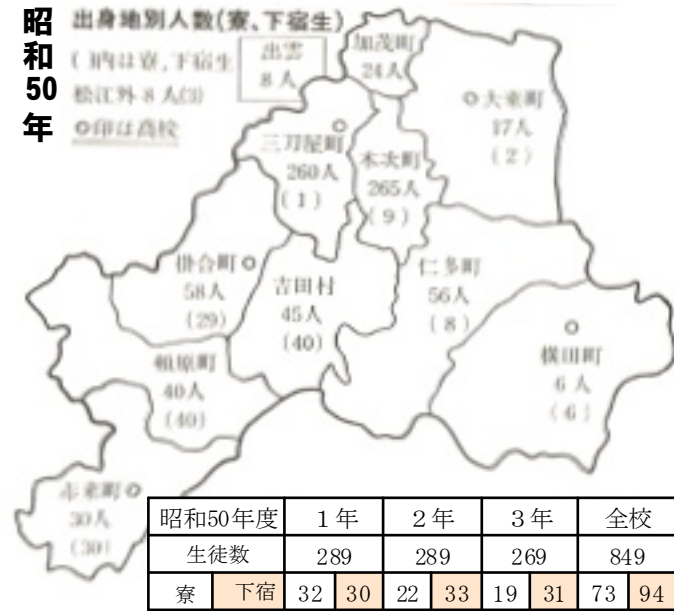 昭和50年
出身地別人数(寮、下宿生)
( )内は寮,下宿生
松江外 8人(3)
◎印は高校
出雲
8人
加茂町
24人
◎大東町
17人
(2)
三刀屋町
260人
(1)
木次町
265人
(9)
掛合町◎
58人
(29)
吉田村
45人
(40)
仁多町
56人
(8)
横田町
6人
(6)
頓原町
40人
(40)
赤来町◎
30人
(30)
昭和50年度 1年 2年 3年 全校
生徒数 289 289 269 849
寮 下宿 32 30 22 33 19 31 73 94